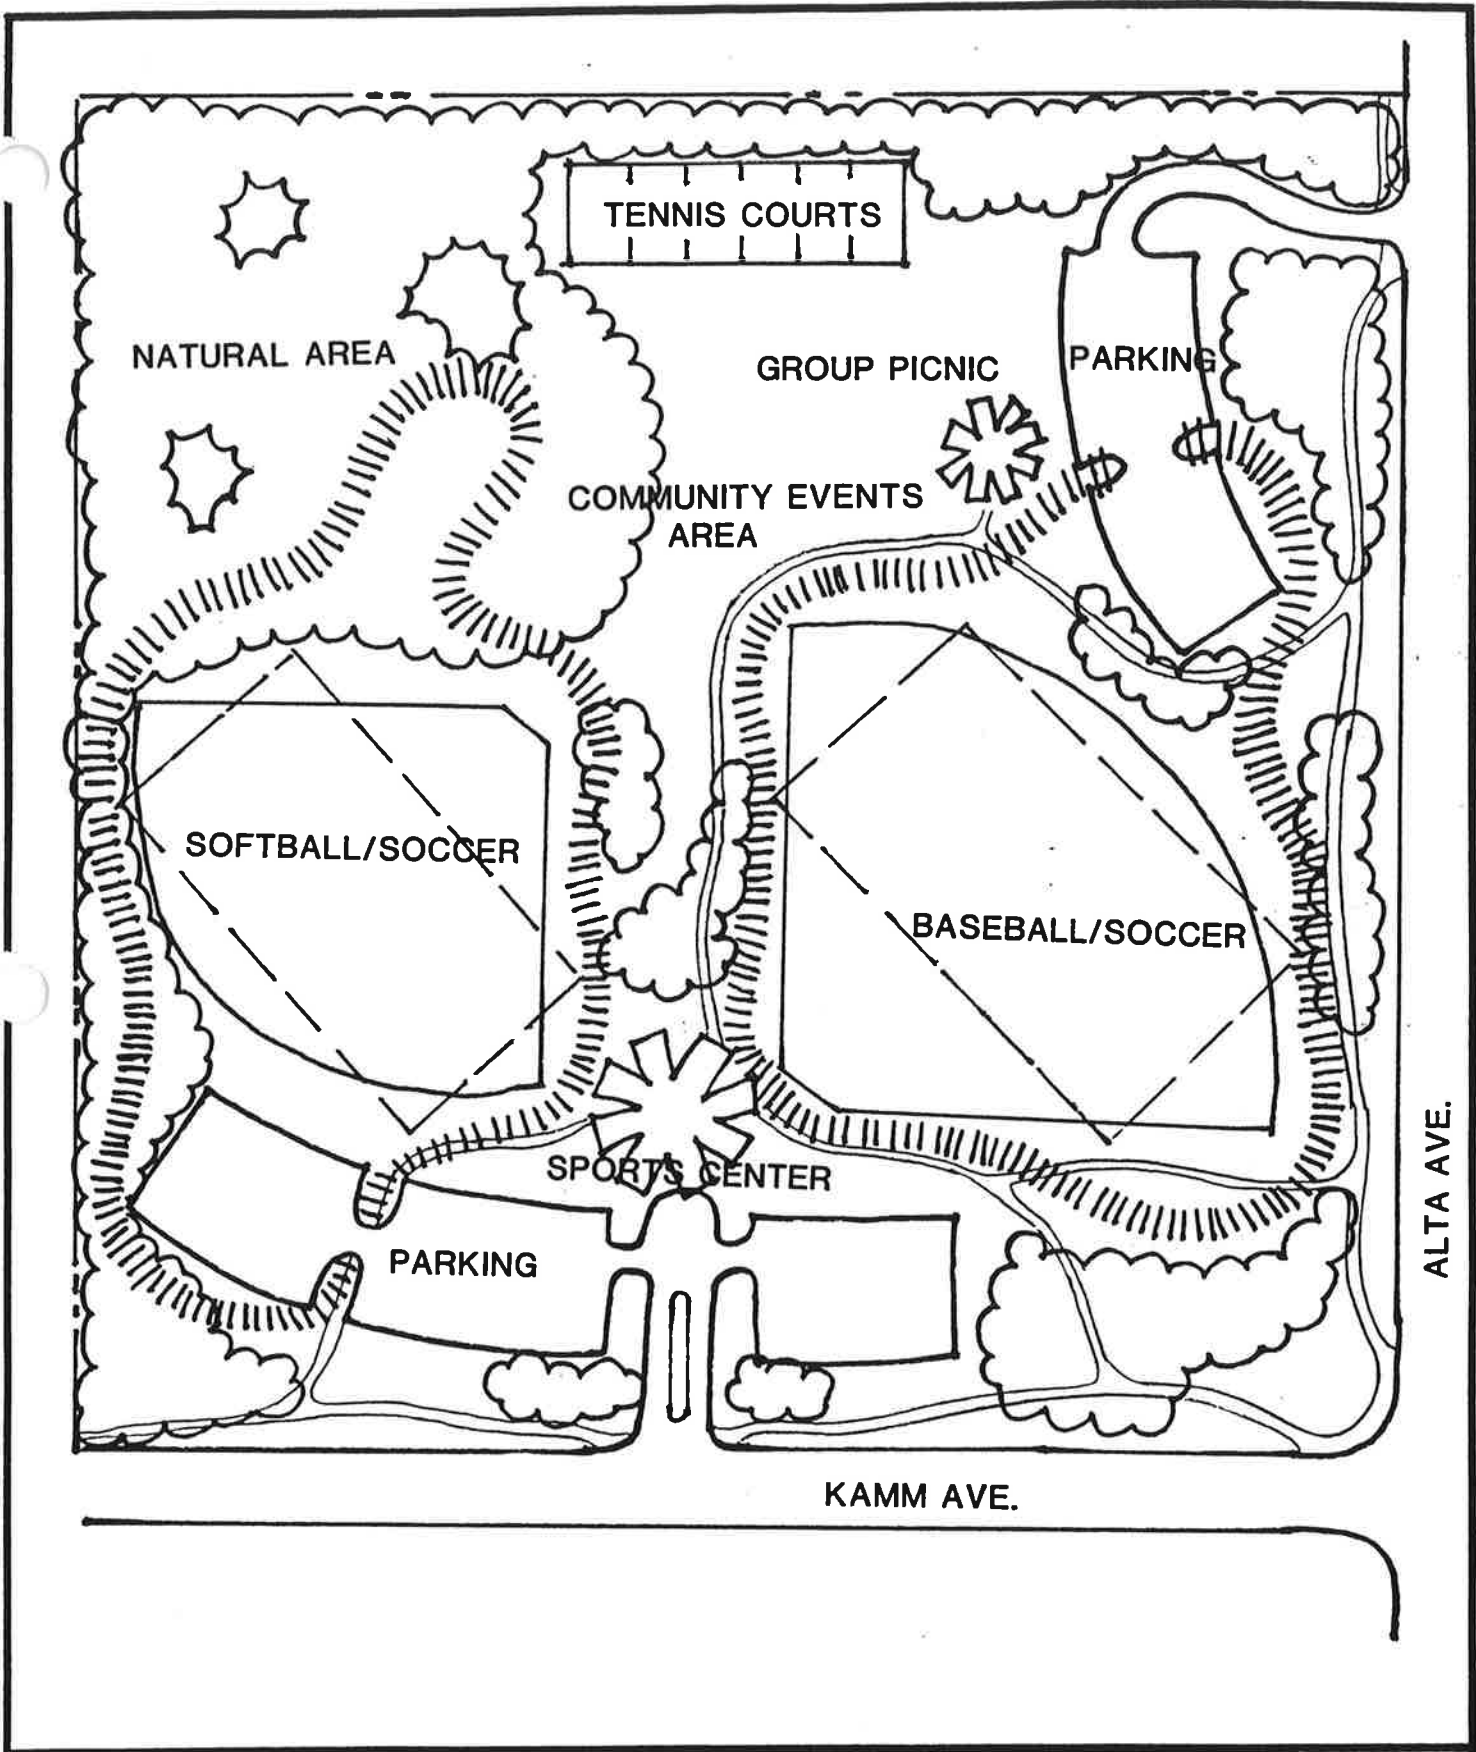 TENNIS COURTS
NATURAL AREA
GROUP PICNIC
PARKING
COMMUNITY EVENTS
AREA
SOFTBALL/SOCCER
BASEBALL/SOCCER
SPORTS CENTER
PARKING
ALTA AVE.
KAMM AVE.